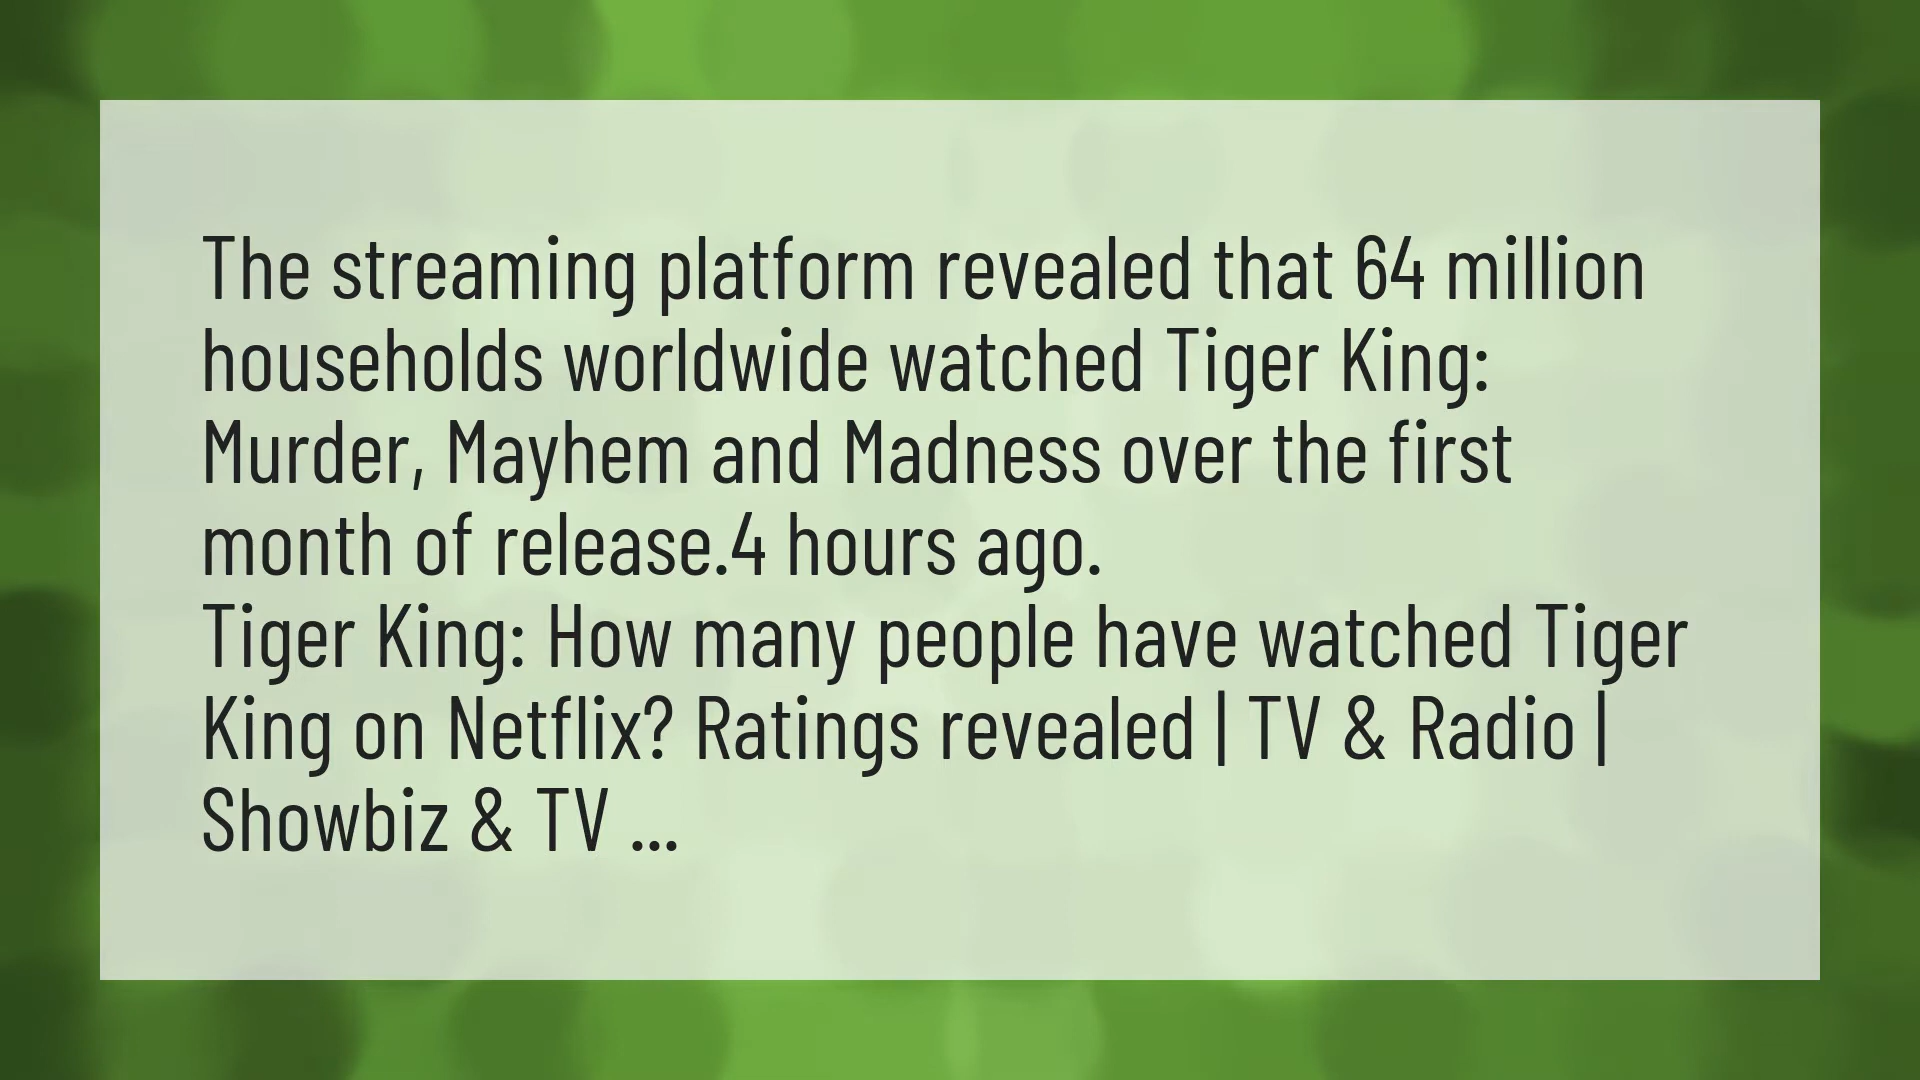 The streaming platform revealed that 64 million
households worldwide watched Tiger King:
Murder, Mayhem and Madness over the first
month of release.4 hours ago.
Tiger King: How many people have watched Tiger
King on Netflix? Ratings revealed | TV & Radio |
Showbiz & TV ...